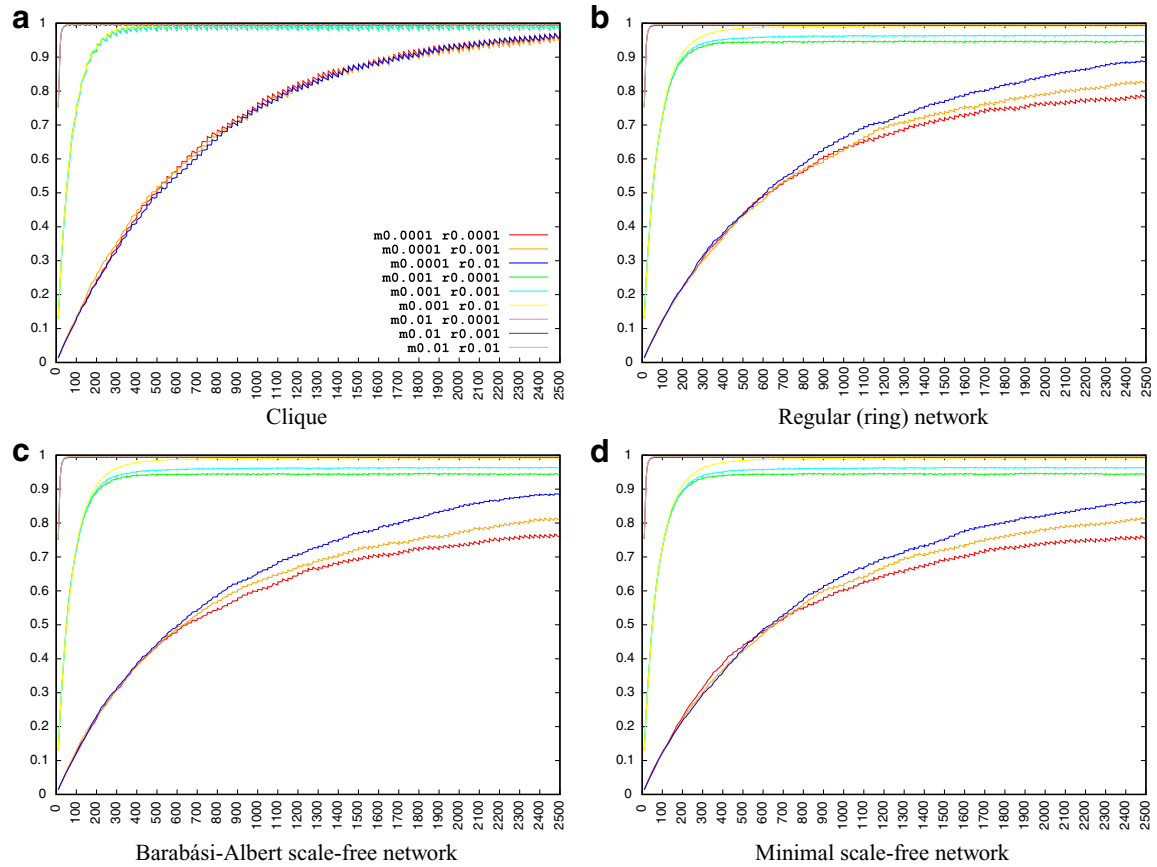 a
1
0.9
0.8
0.7
0.6
0.5
0.4
0.3
0.2
0.1
0
m0.0001 r0.0001
m0.0001 r0.001
m0.0001 r0.01
m0.001 r0.0001
m0.001 r0.001
m0.001 r0.01
m0.01 r0.0001
m0.01 r0.001
m0.01 r0.01
0 100 200 300 400 500 600 700 800 900 1000 1100 1200 1300 1400 1500 1600 1700 1800 1900 2000 2100 2200 2300 2400 2500
Clique
b
1
0.9
0.8
0.7
0.6
0.5
0.4
0.3
0.2
0.1
0
0 100 200 300 400 500 600 700 800 900 1000 1100 1200 1300 1400 1500 1600 1700 1800 1900 2000 2100 2200 2300 2400 2500
Regular (ring) network
c
1
0.9
0.8
0.7
0.6
0.5
0.4
0.3
0.2
0.1
0
0 100 200 300 400 500 600 700 800 900 1000 1100 1200 1300 1400 1500 1600 1700 1800 1900 2000 2100 2200 2300 2400 2500
Barabási-Albert scale-free network
d
1
0.9
0.8
0.7
0.6
0.5
0.4
0.3
0.2
0.1
0
0 100 200 300 400 500 600 700 800 900 1000 1100 1200 1300 1400 1500 1600 1700 1800 1900 2000 2100 2200 2300 2400 2500
Minimal scale-free network